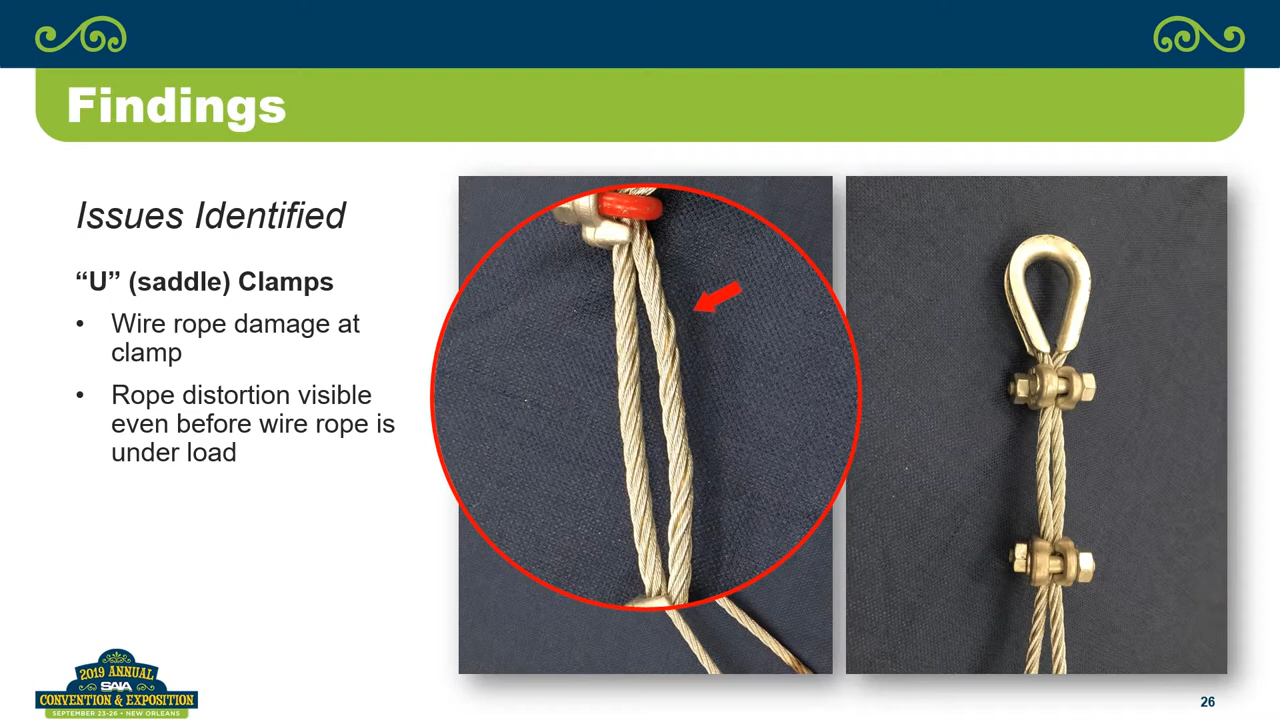 Findings
Issues Identified
“U” (saddle) Clamps
• Wire rope damage at
clamp
• Rope distortion visible
even before wire rope is
under load
2019 ANNUAL
SAIA
CONVENTION & EXPOSITION
SEPTEMBER 23-26 • NEW ORLEANS
26